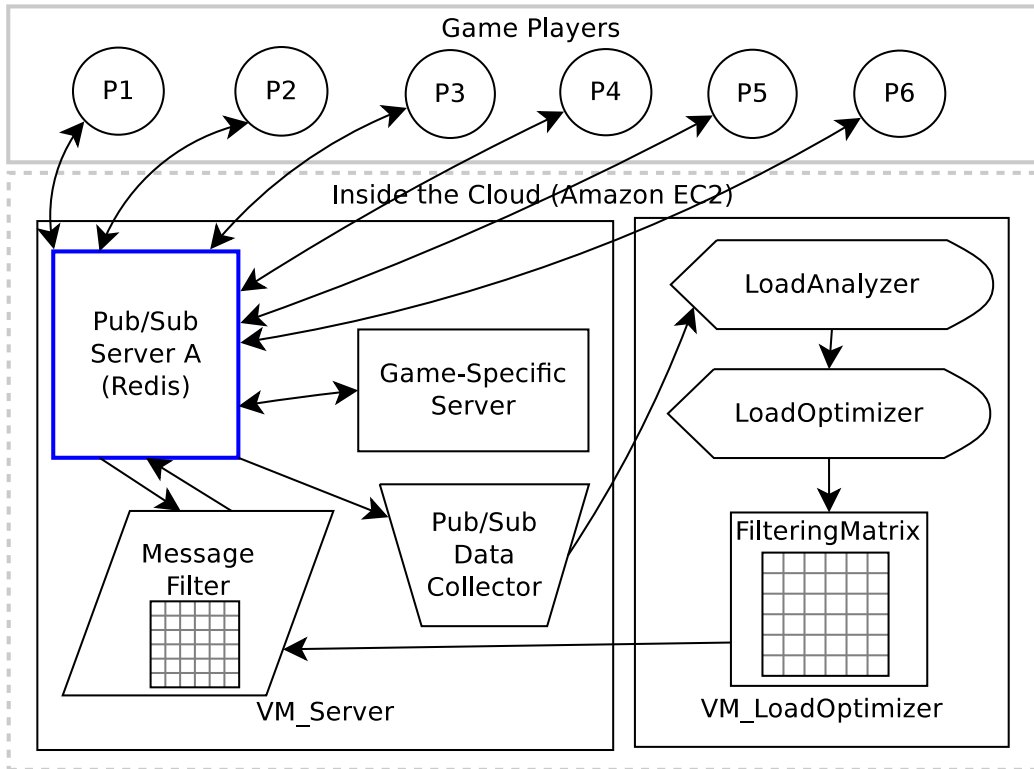 Game Players
P1
P2
P3
P4
P5
P6
Inside the Cloud (Amazon EC2)
Pub/Sub
Server A
(Redis)
Game-Specific
Server
Message
Filter
Pub/Sub
Data
Collector
VM_Server
LoadAnalyzer
LoadOptimizer
FilteringMatrix
VM_LoadOptimizer